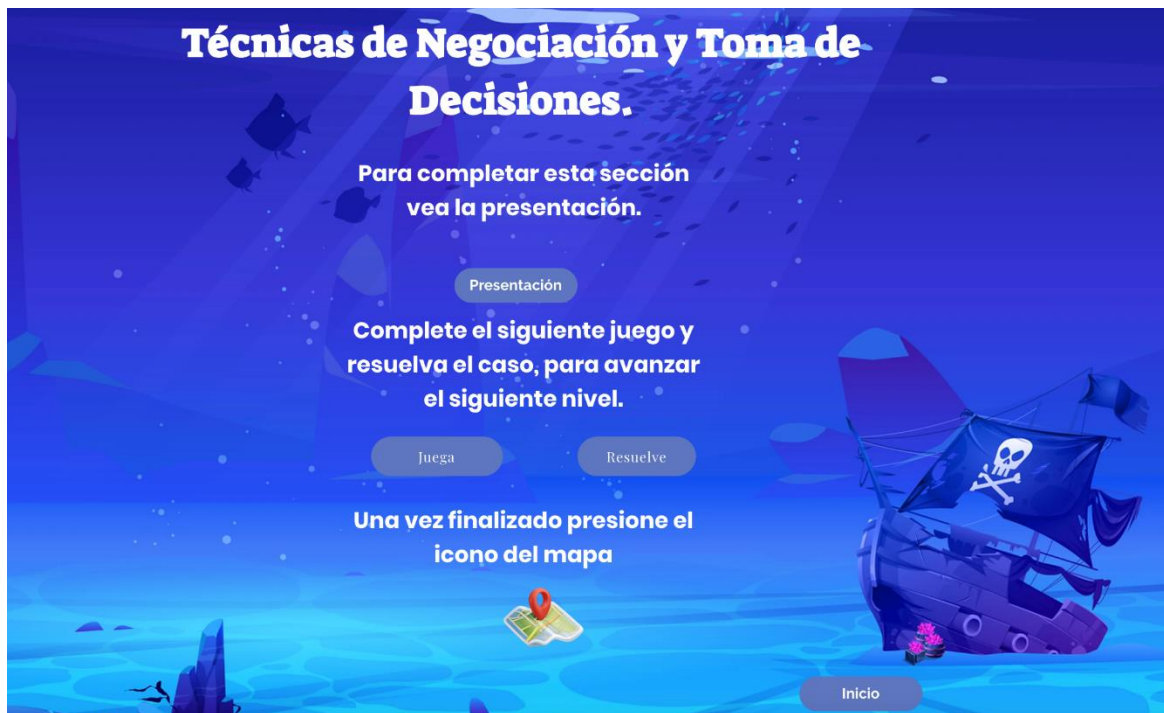 Técnicas de Negociación y Toma de
Decisiones.
Para completar esta sección
vea la presentación.
Presentación
Complete el siguiente juego y
resuelva el caso, para avanzar
el siguiente nivel.
Juega
Resuelve
Una vez finalizado presione el
icono del mapa
Inicio